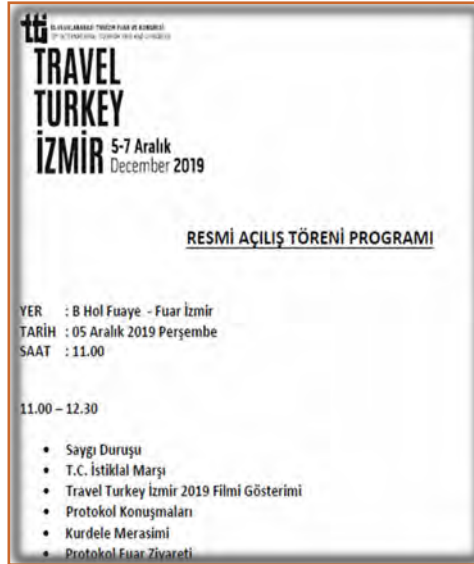 tti
TRAVEL
TURKEY
İZMİR 5-7 Aralık
December 2019
RESMİ AÇILIŞ TÖRENİ PROGRAMI
YER : B Hol Fuaye - Fuar İzmir
TARİH : 05 Aralık 2019 Perşembe
SAAT : 11.00
11.00 – 12.30
• Saygı Duruşu
• T.C. İstiklal Marşı
• Travel Turkey İzmir 2019 Filmi Gösterimi
• Protokol Konuşmaları
• Kurdele Merasimi
• Protokol Fuar Ziyareti